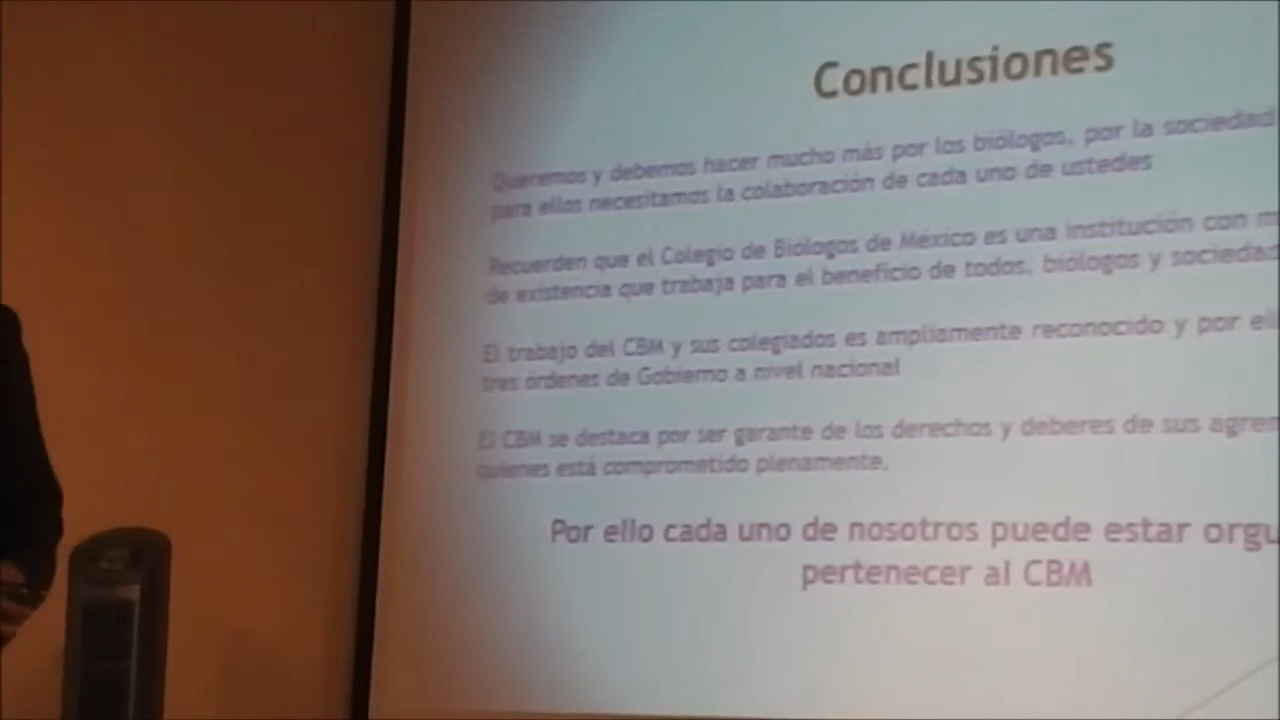 Conclusiones
Queremos y debemos hacer mucho más por los biólogos, por la sociedad
para ellos necesitamos la colaboración de cada uno de ustedes
Recuerden que el Colegio de Biólogos de México es una institución con
de existencia que trabaja para el beneficio de todos, biólogos y sociedad
El trabajo del CBM y sus colegiados es ampliamente reconocido y por
tres órdenes de Gobierno a nivel nacional
El CBM se destaca por ser garante de los derechos y deberes de sus
quienes está comprometido plenamente.
Por ello cada uno de nosotros puede estar
pertenecer al CBM